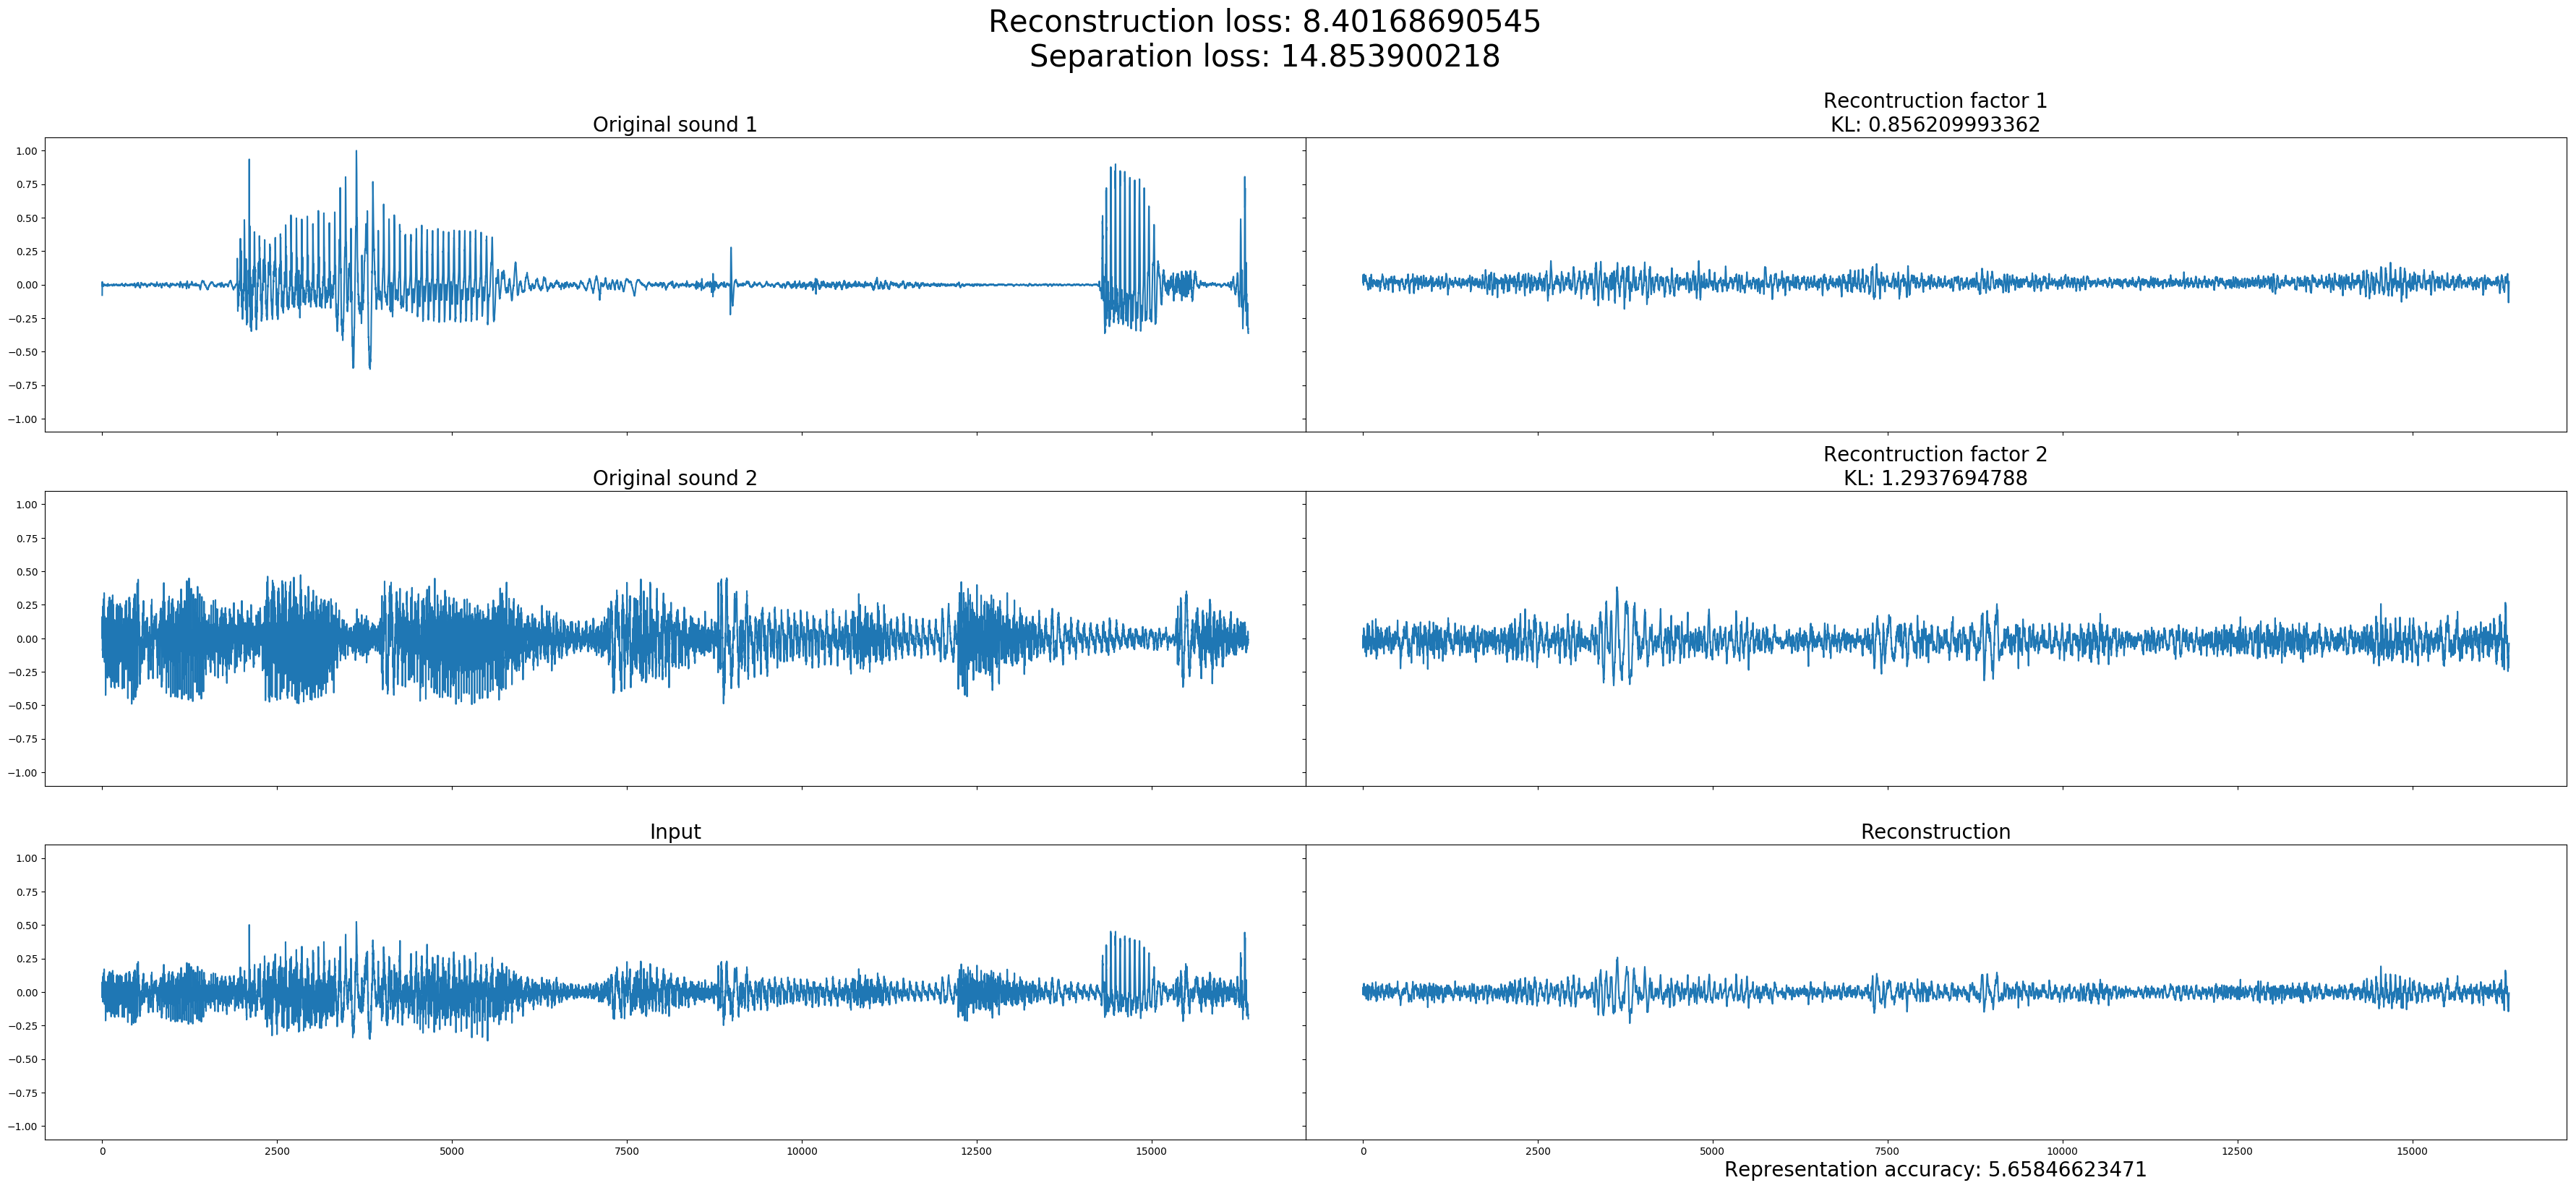 Reconstruction loss: 8.40168690545
Separation loss: 14.853900218
Original sound 1
Recontruction factor 1
KL: 0.856209993362
1.00
0.75
0.50
0.25
0.00
−0.25
−0.50
−0.75
−1.00
Original sound 2
Recontruction factor 2
KL: 1.2937694788
1.00
0.75
0.50
0.25
0.00
−0.25
−0.50
−0.75
−1.00
Input
Reconstruction
1.00
0.75
0.50
0.25
0.00
−0.25
−0.50
−0.75
−1.00
0 2500 5000 7500 10000 12500 15000
0 2500 5000 7500 10000 12500 15000
Representation accuracy: 5.65846623471